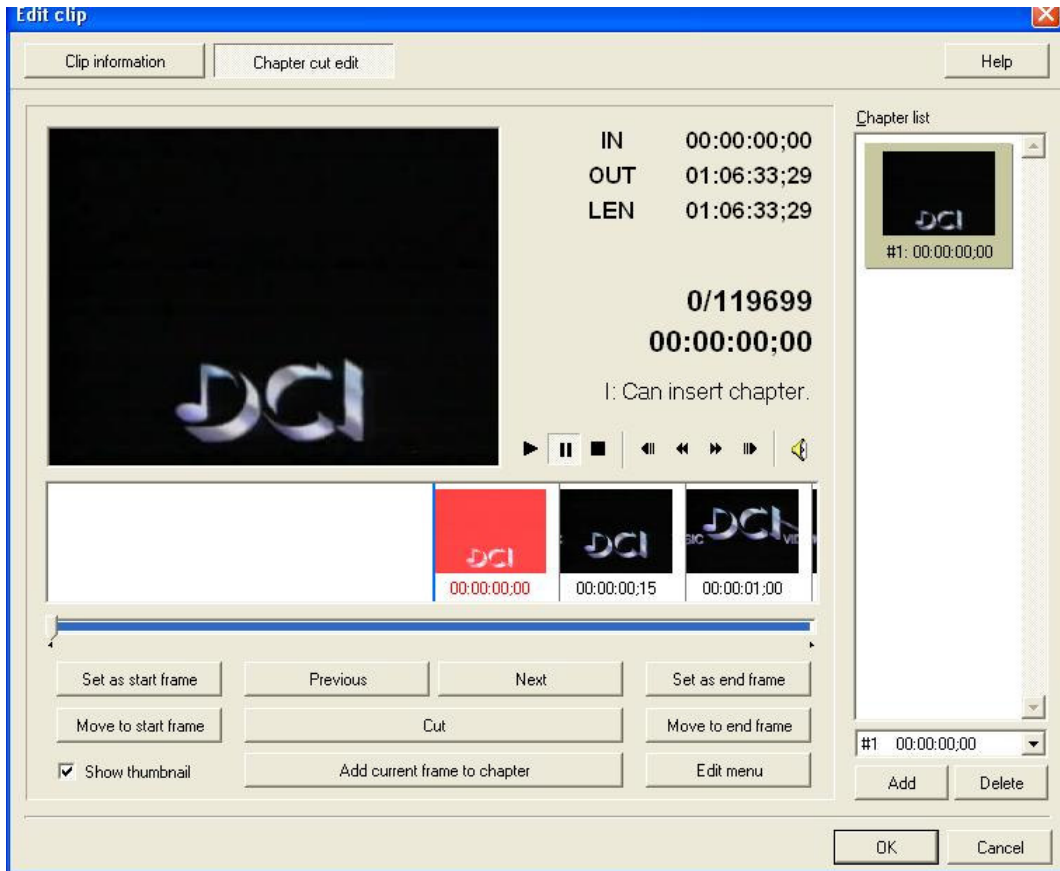 Edit clip
Clip information
Chapter cut edit
Help
DCI
IN 00:00:00;00
OUT 01:06:33;29
LEN 01:06:33;29
0/119699
00:00:00;00
I: Can insert chapter.
Chapter list
DCI
#1: 00:00:00;00
DCI
00:00:00;00
DCI
00:00:00;15
SIC DCI VID
00:00:01;00
Set as start frame
Previous
Next
Set as end frame
Move to start frame
Cut
Move to end frame
Show thumbnail
Add current frame to chapter
Edit menu
#1 00:00:00;00
Add
Delete
OK
Cancel